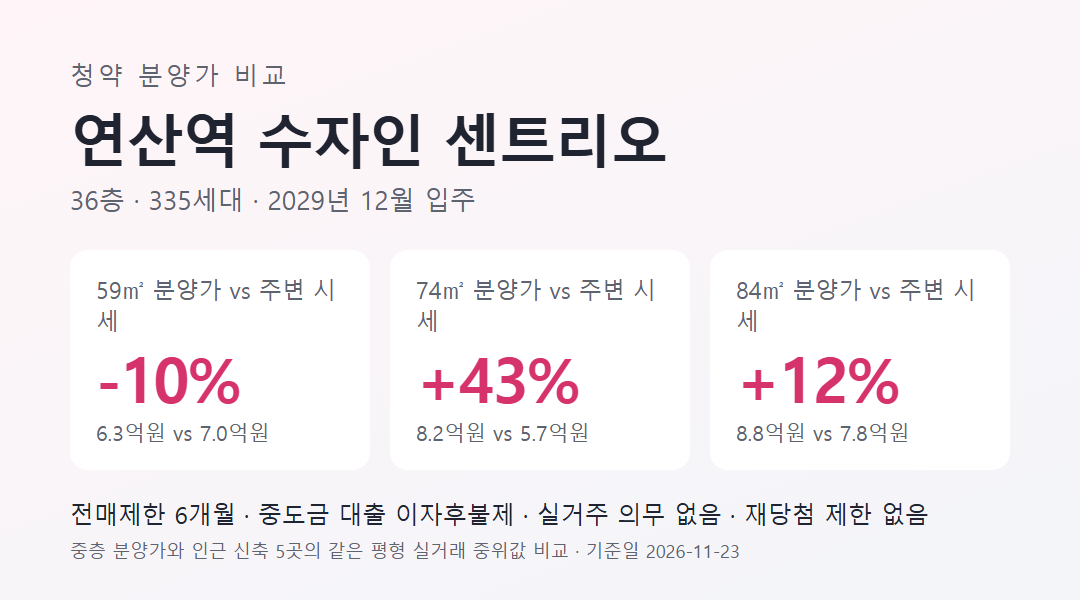 청약 분양가 비교
연산역 수자인 센트리오
36층 · 335세대 · 2029년 12월 입주
59㎡ 분양가 vs 주변 시
세
-10%
6.3억원 vs 7.0억원
74㎡ 분양가 vs 주변 시
세
+43%
8.2억원 vs 5.7억원
84㎡ 분양가 vs 주변 시
세
+12%
8.8억원 vs 7.8억원
전매제한 6개월 · 중도금 대출 이자후불제 · 실거주 의무 없음 · 재당첨 제한 없음
중층 분양가와 인근 신축 5곳의 같은 평형 실거래 중위값 비교 · 기준일 2026-11-23